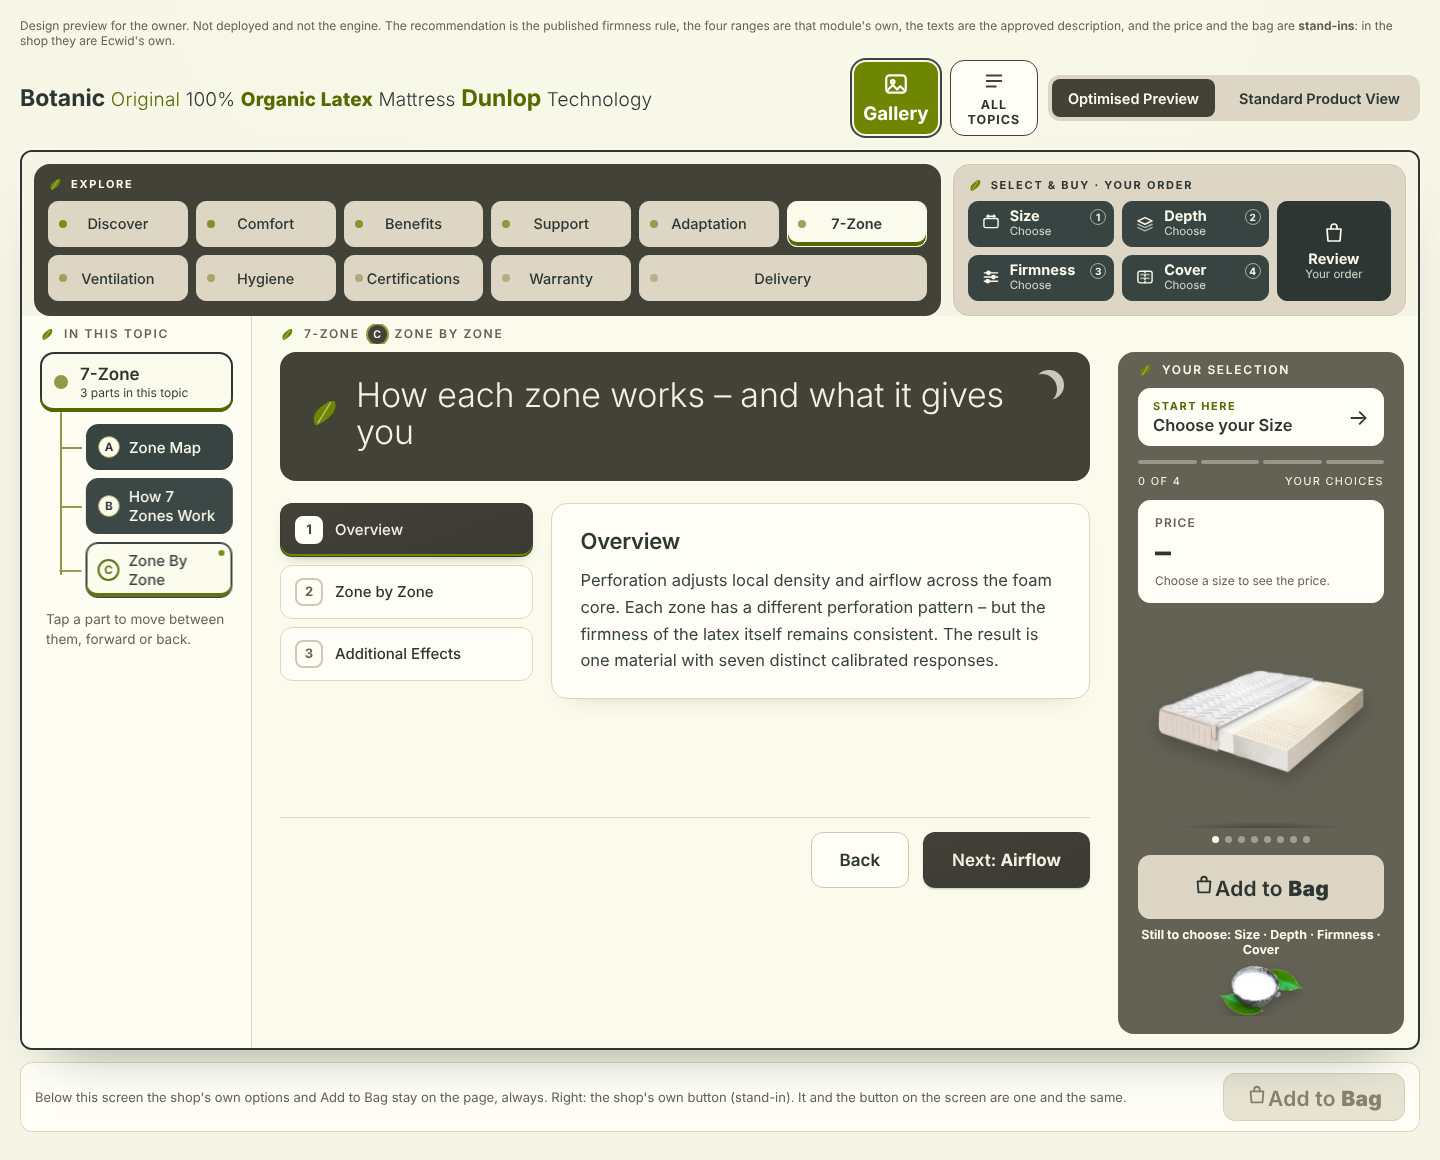 Design preview for the owner. Not deployed and not the engine. The recommendation is the published firmness rule, the four ranges are that module's own, the texts are the approved description, and the price and the bag are stand-ins: in the
shop they are Ecwid's own.
Botanic Original 100% Organic Latex Mattress Dunlop Technology
Gallery
ALL
TOPICS
Optimised Preview
Standard Product View
EXPLORE
Discover
Comfort
Benefits
Support
Adaptation
7-Zone
Ventilation
Hygiene
Certifications
Warranty
Delivery
SELECT & BUY · YOUR ORDER
Size
Choose
1
Depth
Choose
2
Firmness
Choose
3
Cover
Choose
4
Review
Your order
IN THIS TOPIC
7-Zone
3 parts in this topic
A Zone Map
B How 7
Zones Work
C Zone By
Zone
Tap a part to move between
them, forward or back.
7-ZONE C ZONE BY ZONE
How each zone works – and what it gives
you
1 Overview
2 Zone by Zone
3 Additional Effects
Overview
Perforation adjusts local density and airflow across the foam
core. Each zone has a different perforation pattern – but the
firmness of the latex itself remains consistent. The result is
one material with seven distinct calibrated responses.
Back
Next: Airflow
YOUR SELECTION
START HERE
Choose your Size
0 OF 4
YOUR CHOICES
PRICE
–
Choose a size to see the price.
Add to Bag
Still to choose: Size · Depth · Firmness ·
Cover
Below this screen the shop's own options and Add to Bag stay on the page, always. Right: the shop's own button (stand-in). It and the button on the screen are one and the same.
Add to Bag